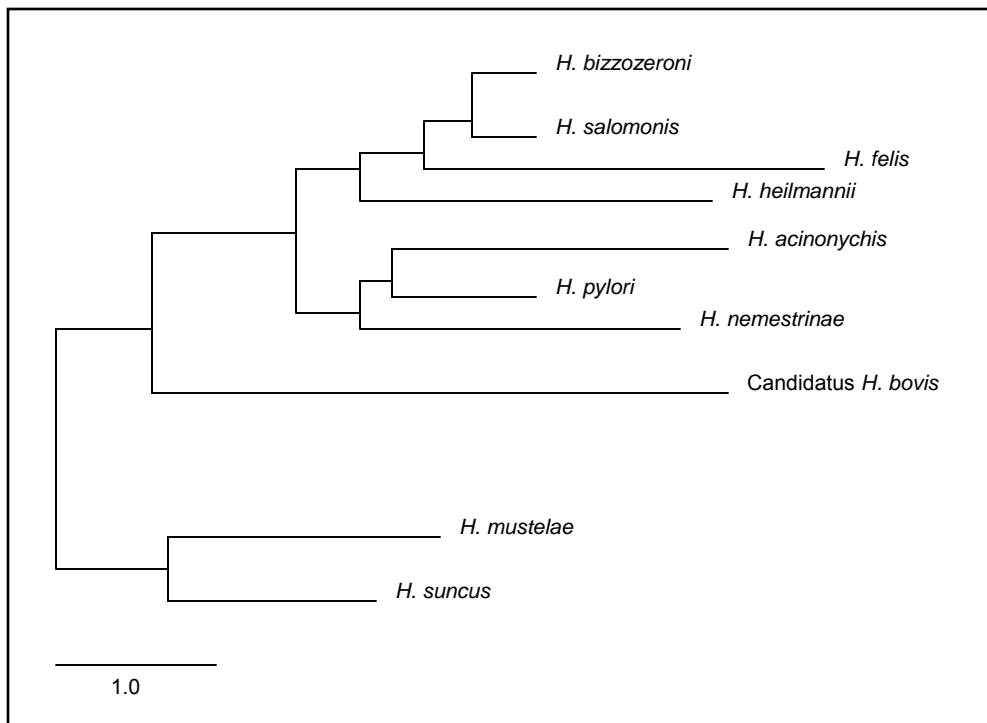 H. bizzozeroni
H. salomonis
H. felis
H. heilmannii
H. acinonychis
H. pylori
H. nemestrinae
Candidatus H. bovis
H. mustelae
H. suncus
1.0